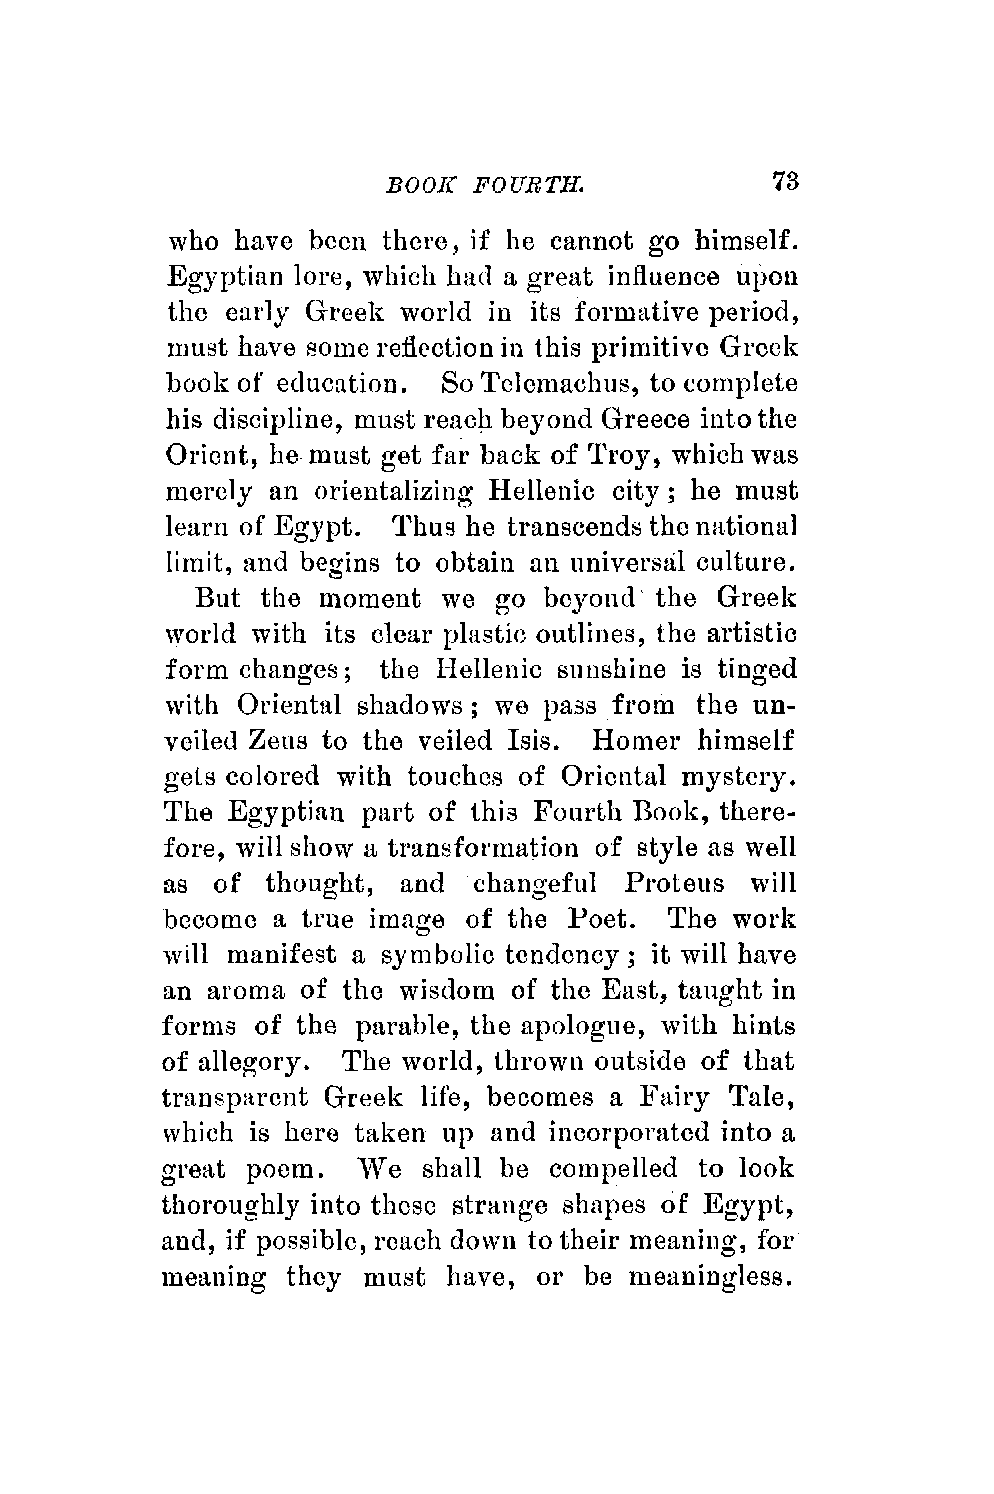 BOOK FOURTH. 73
who have been there, if he cannot go himself.
Egyptian lore, which had a great influence upon
the early Greek world in its formative period,
must have some reflection in this primitive Greek
book of education. So Telemachus, to complete
his discipline, must reach beyond Greece into the
Orient, he must get far back of Troy, which was
merely an orientalizing Hellenic city; he must
learn of Egypt. Thus he transcends the national
limit, and begins to obtain an universal culture.
But the moment we go beyond the Greek
world with its clear plastic outlines, the artistic
form changes; the Hellenic sunshine is tinged
with Oriental shadows; we pass from the un-
veiled Zeus to the veiled Isis. Homer himself
gets colored with touches of Oriental mystery.
The Egyptian part of this Fourth Book, there-
fore, will show a transformation of style as well
as of thought, and changeful Proteus will
become a true image of the Poet. The work
will manifest a symbolic tendency; it will have
an aroma of the wisdom of the East, taught in
forms of the parable, the apologue, with hints
of allegory. The world, thrown outside of that
transparent Greek life, becomes a Fairy Tale,
which is here taken up and incorporated into a
great poem. We shall be compelled to look
thoroughly into these strange shapes of Egypt,
and, if possible, reach down to their meaning, for
meaning they must have, or be meaningless.